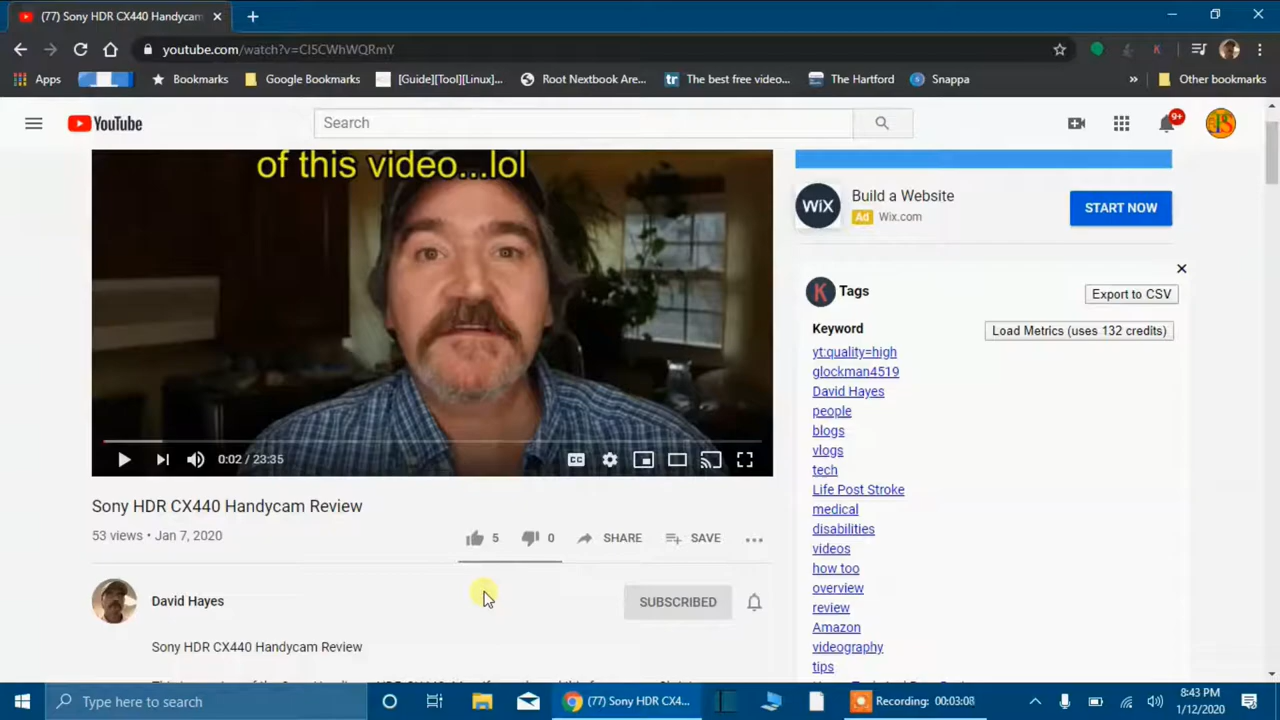 (77) Sony HDR CX440 Handycam
youtube.com/watch?v=CI5CWhWQRmY
Apps
Bookmarks
Google Bookmarks
[Guide][Tool][Linux]...
Root Nextbook Are...
tr
The best free video...
The Hartford
Snappa
»
Other bookmarks
YouTube
Search
9+
of this video...lol
0:02 / 23:35
CC
Sony HDR CX440 Handycam Review
53 views • Jan 7, 2020
5
0
SHARE
SAVE
David Hayes
SUBSCRIBED
Sony HDR CX440 Handycam Review
WiX
Build a Website
Ad Wix.com
START NOW
K Tags
Export to CSV
Keyword
Load Metrics (uses 132 credits)
yt:quality=high
glockman4519
David Hayes
people
blogs
vlogs
tech
Life Post Stroke
medical
disabilities
videos
how too
overview
review
Amazon
videography
tips
Type here to search
(77) Sony HDR CX4...
Recording: 00:03:08
8:43 PM
1/12/2020